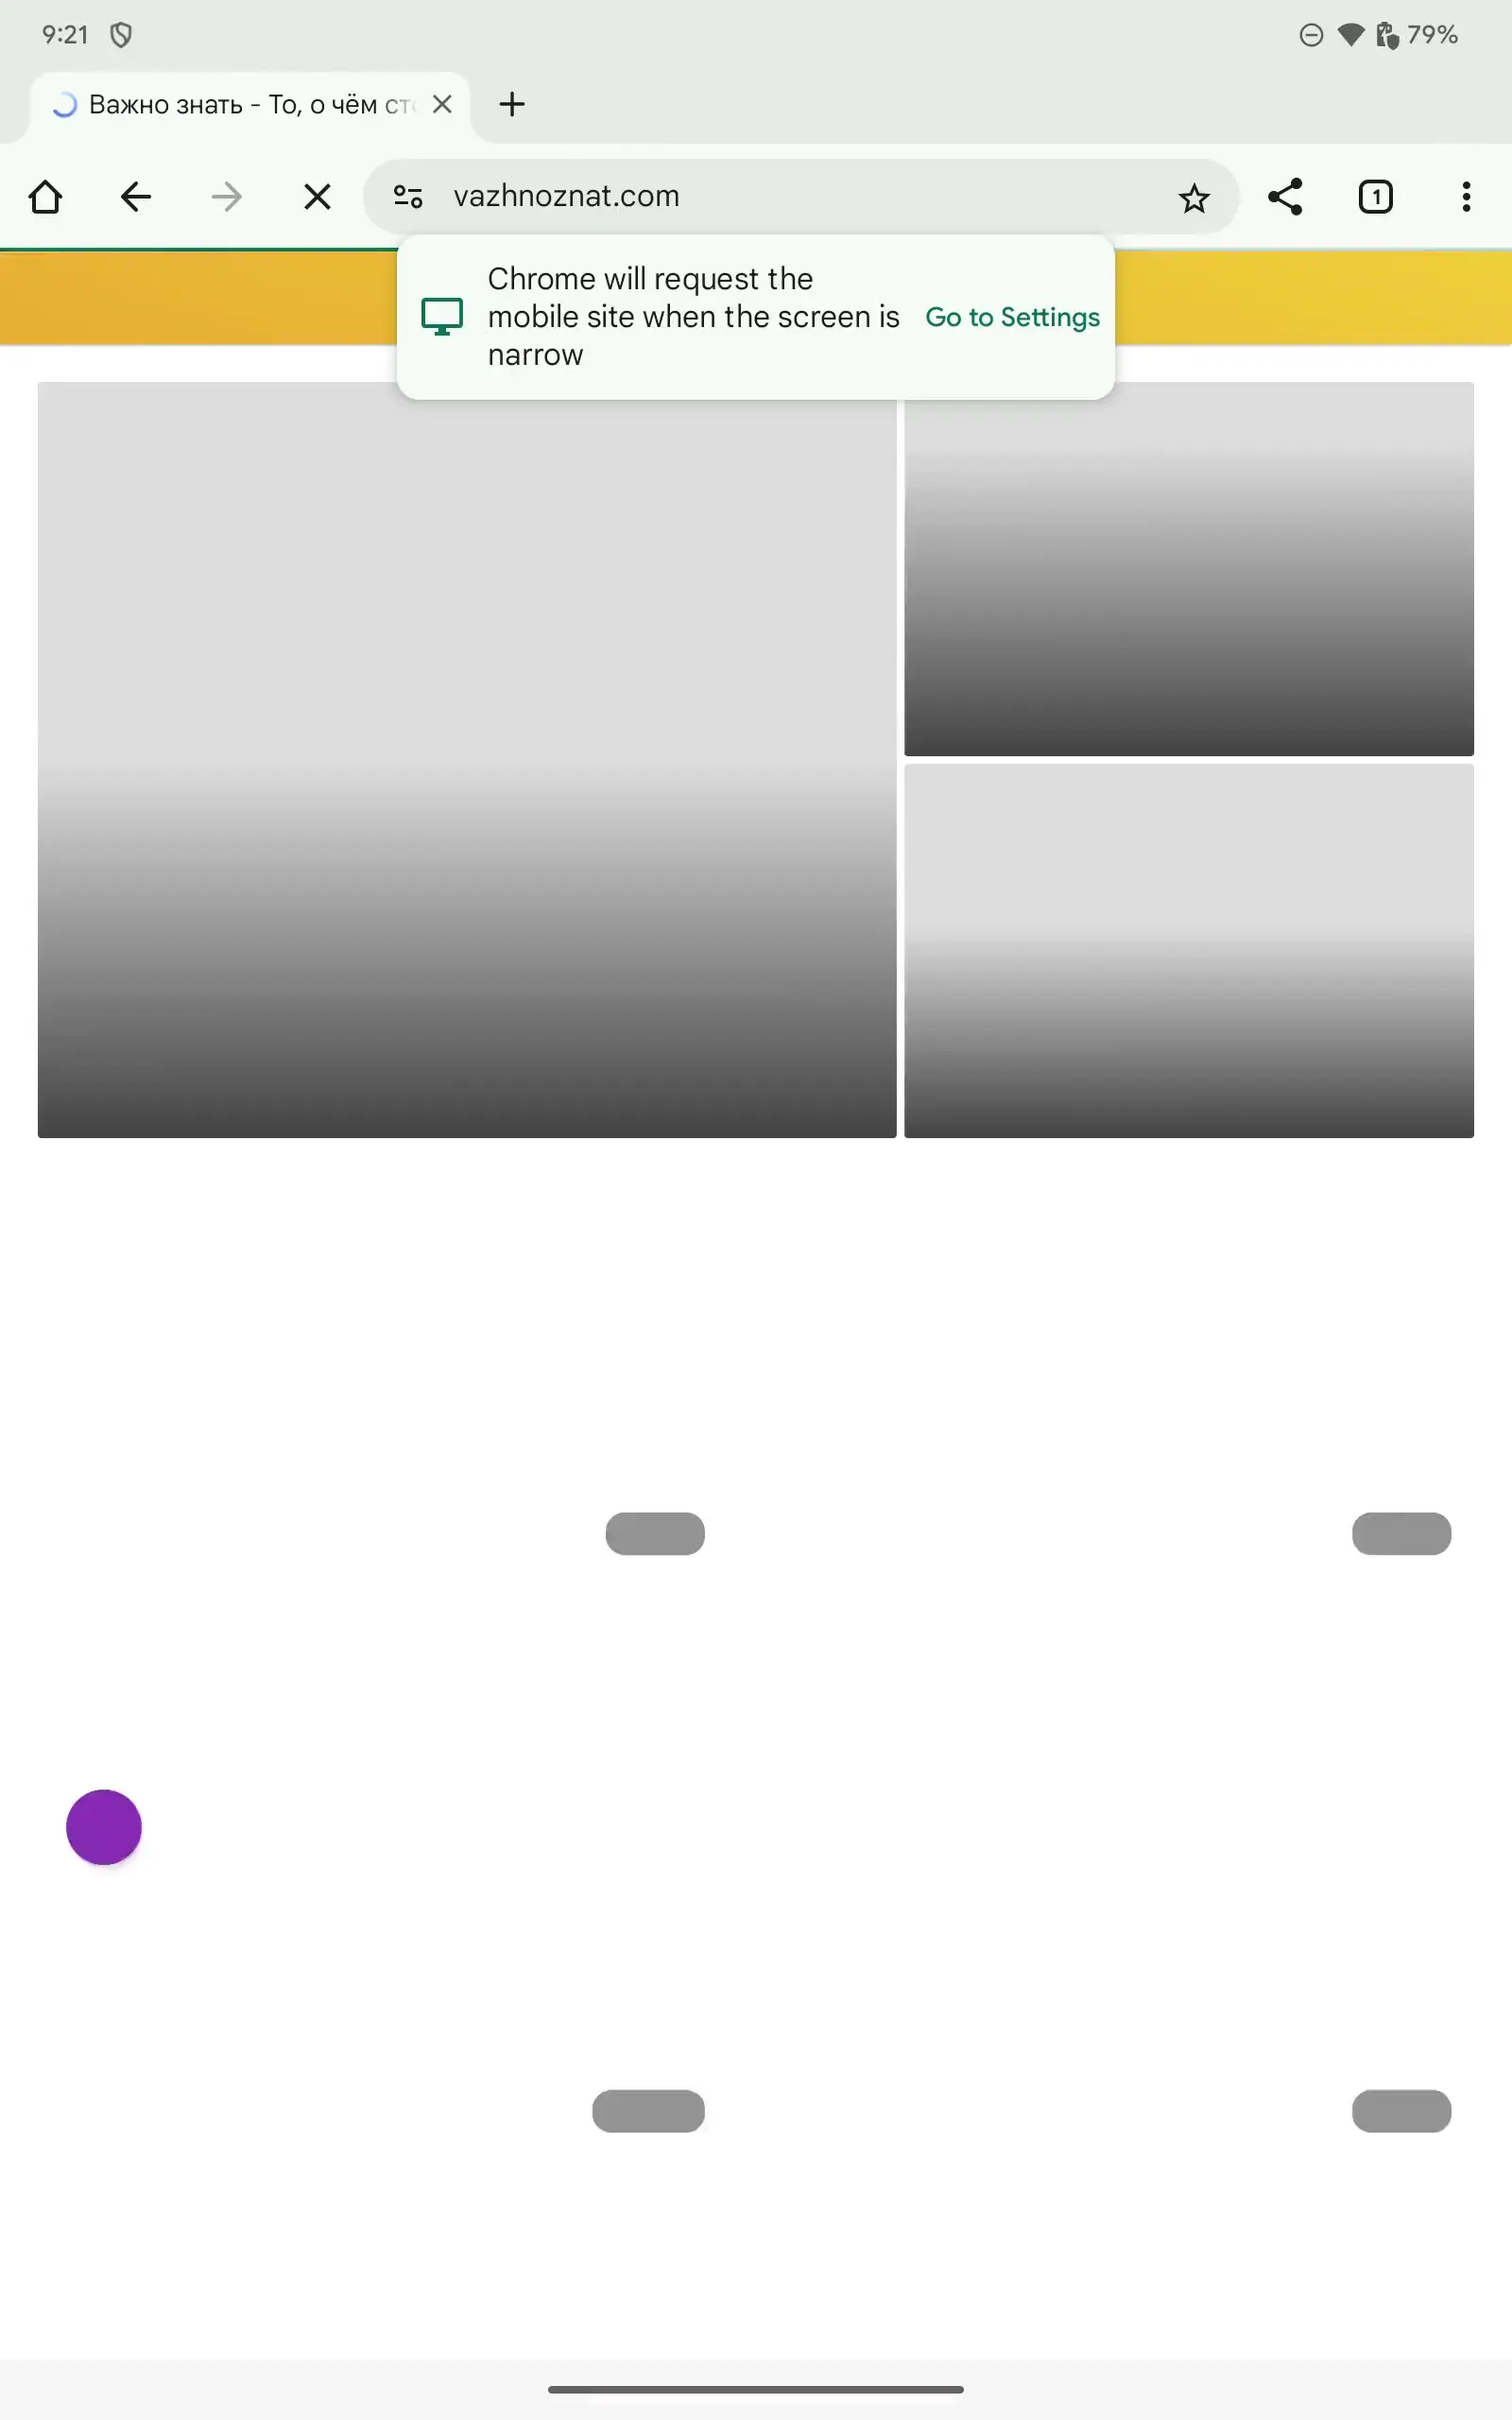 9:21
79%
Важно знать - То, о чём
vazhnoznat.com
1
Chrome will request the
mobile site when the screen is
narrow
Go to Settings